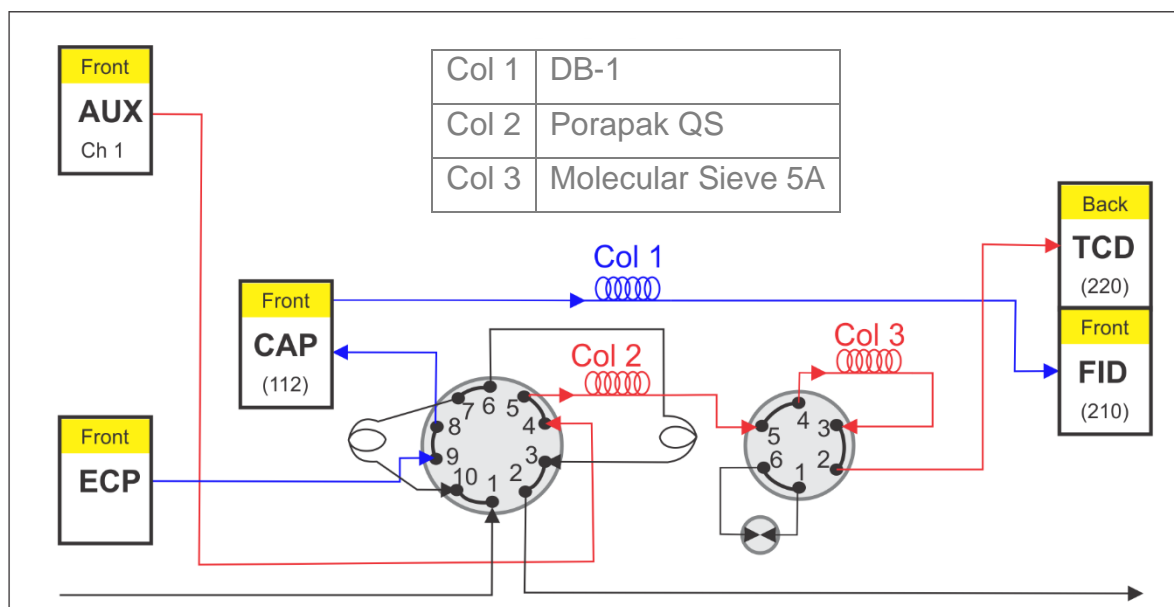 Front
AUX
Ch 1
Col 1 DB-1
Col 2 Porapak QS
Col 3 Molecular Sieve 5A
Back
TCD
(220)
Front
FID
(210)
Front
CAP
(112)
Front
ECP
Col 1
Col 2
Col 3
7
6
5
8
4
9
3
10
1
2
4
5
3
6
2
1